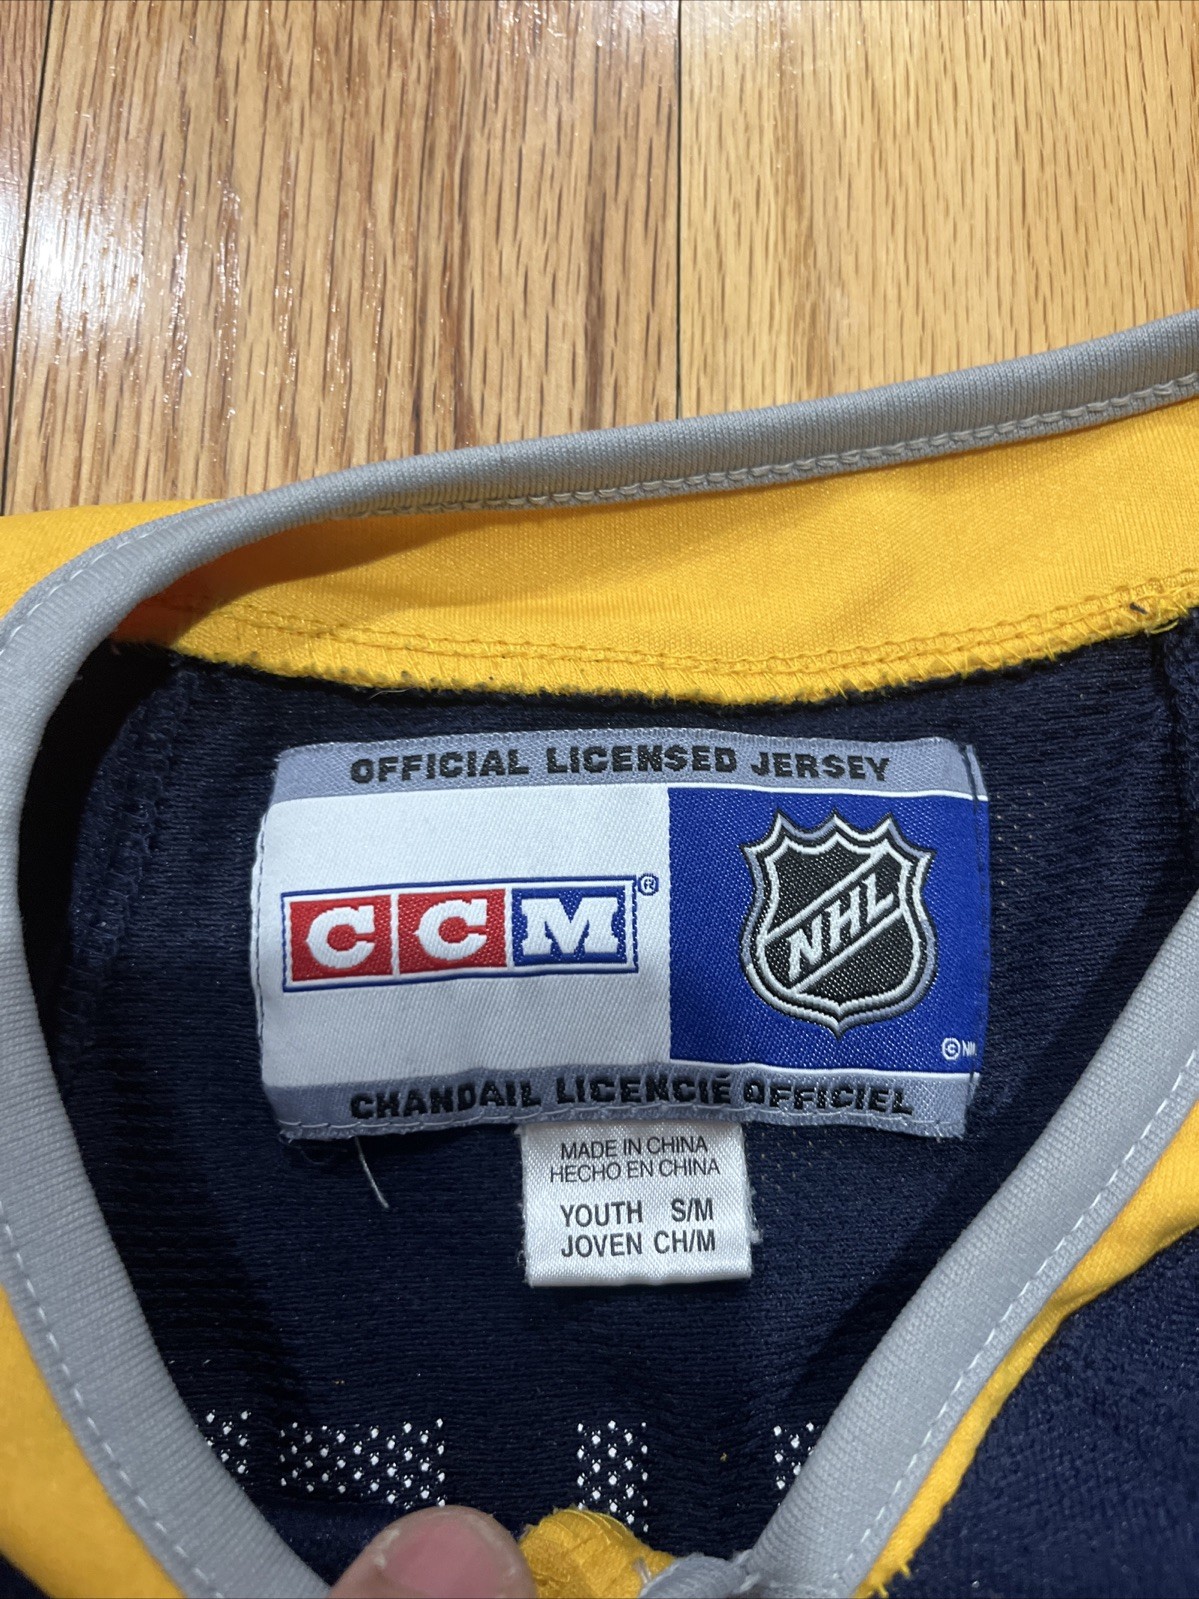 OFFICIAL LICENSED JERSEY
CCM®
NHL
©
CHANDAIL LICENCIÉ OFFICIEL
MADE IN CHINA
HECHO EN CHINA
YOUTH S/M
JOVEN CH/M